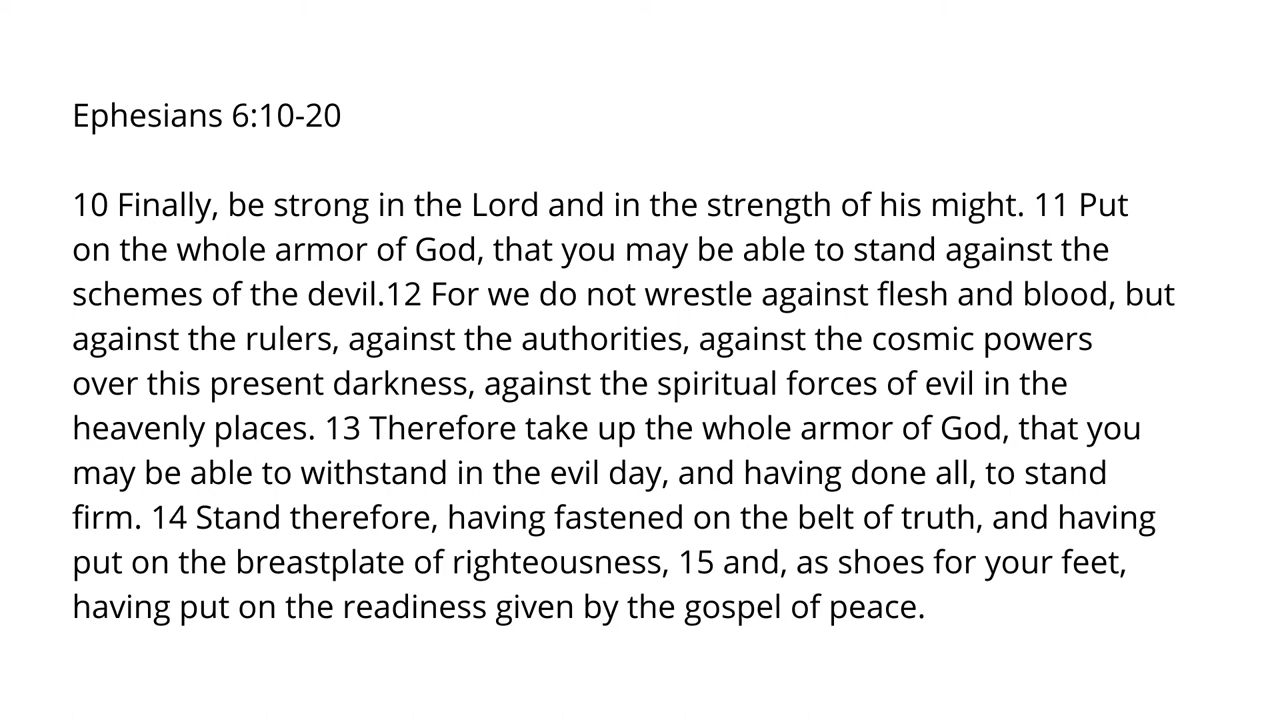 Ephesians 6:10-20
10 Finally, be strong in the Lord and in the strength of his might. 11 Put
on the whole armor of God, that you may be able to stand against the
schemes of the devil.12 For we do not wrestle against flesh and blood, but
against the rulers, against the authorities, against the cosmic powers
over this present darkness, against the spiritual forces of evil in the
heavenly places. 13 Therefore take up the whole armor of God, that you
may be able to withstand in the evil day, and having done all, to stand
firm. 14 Stand therefore, having fastened on the belt of truth, and having
put on the breastplate of righteousness, 15 and, as shoes for your feet,
having put on the readiness given by the gospel of peace.